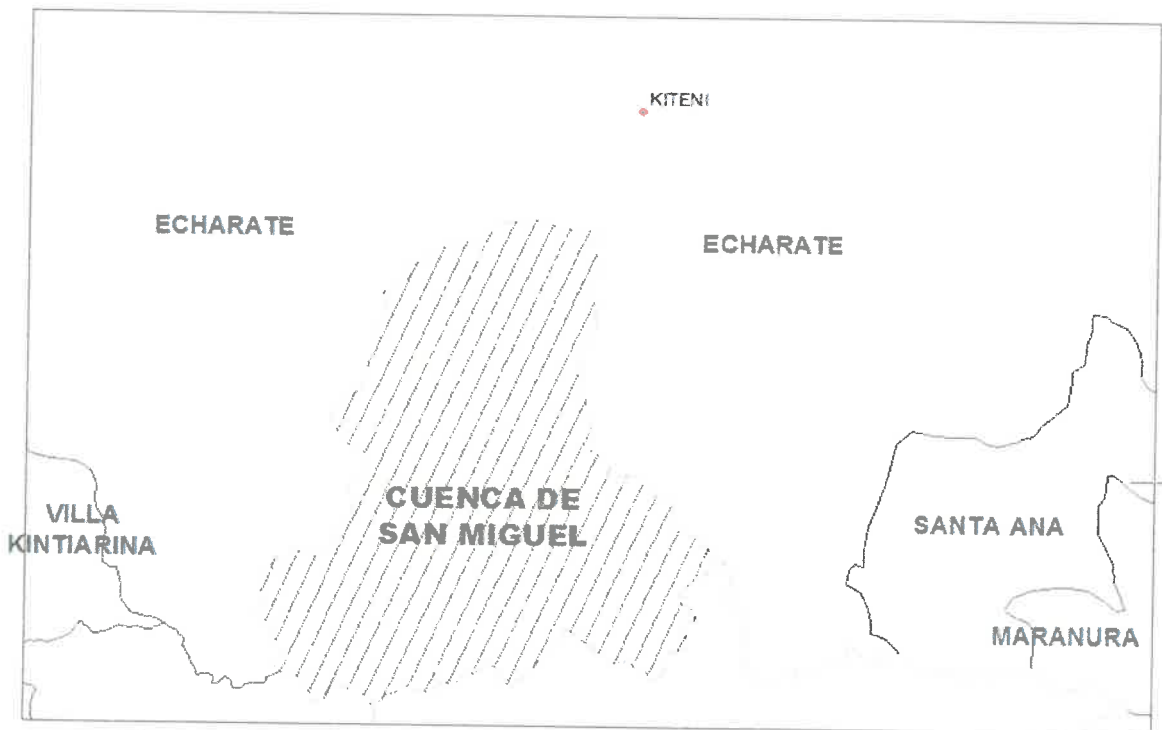 KITENI
ECHARATE
ECHARATE
CUENCA DE
SAN MIGUEL
VILLA
KINTIARINA
SANTA ANA
MARANURA